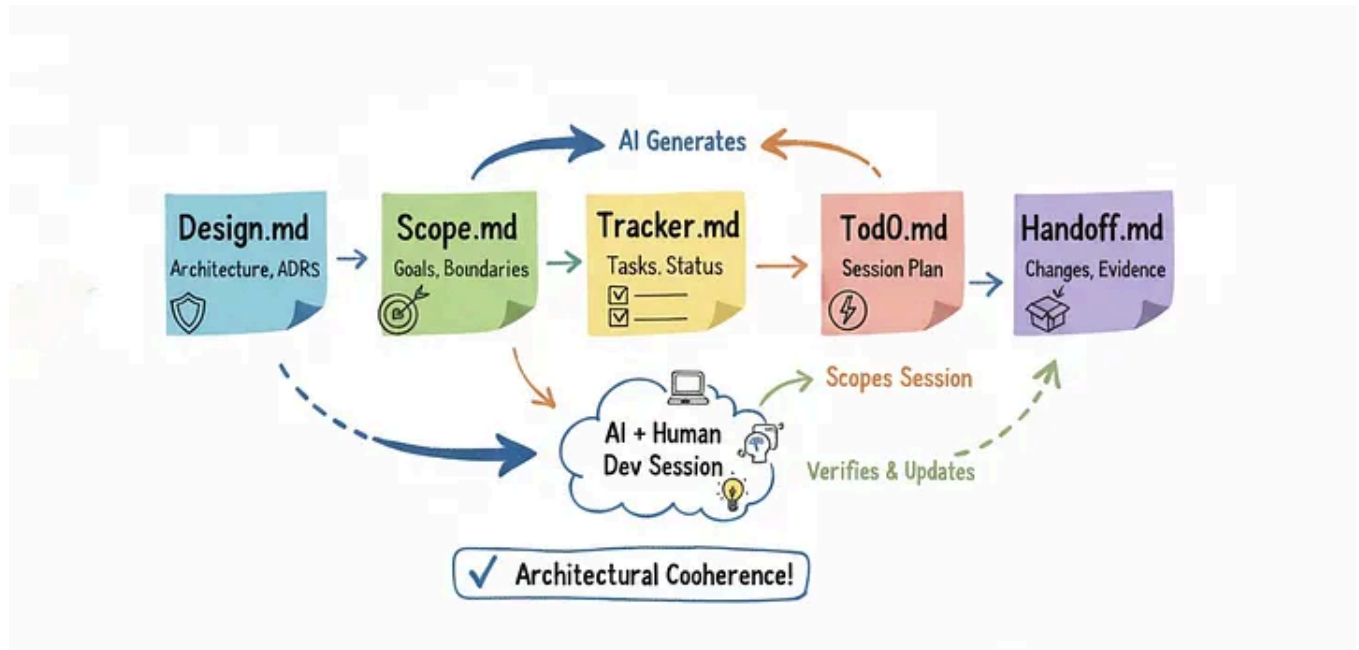 AI Generates
Design.md
Architecture, ADRS
Scope.md
Goals, Boundaries
Tracker.md
Tasks. Status
TodO.md
Session Plan
Handoff.md
Changes, Evidence
AI + Human
Dev Session
Scopes Session
Verifies & Updates
Architectural Cooherence!